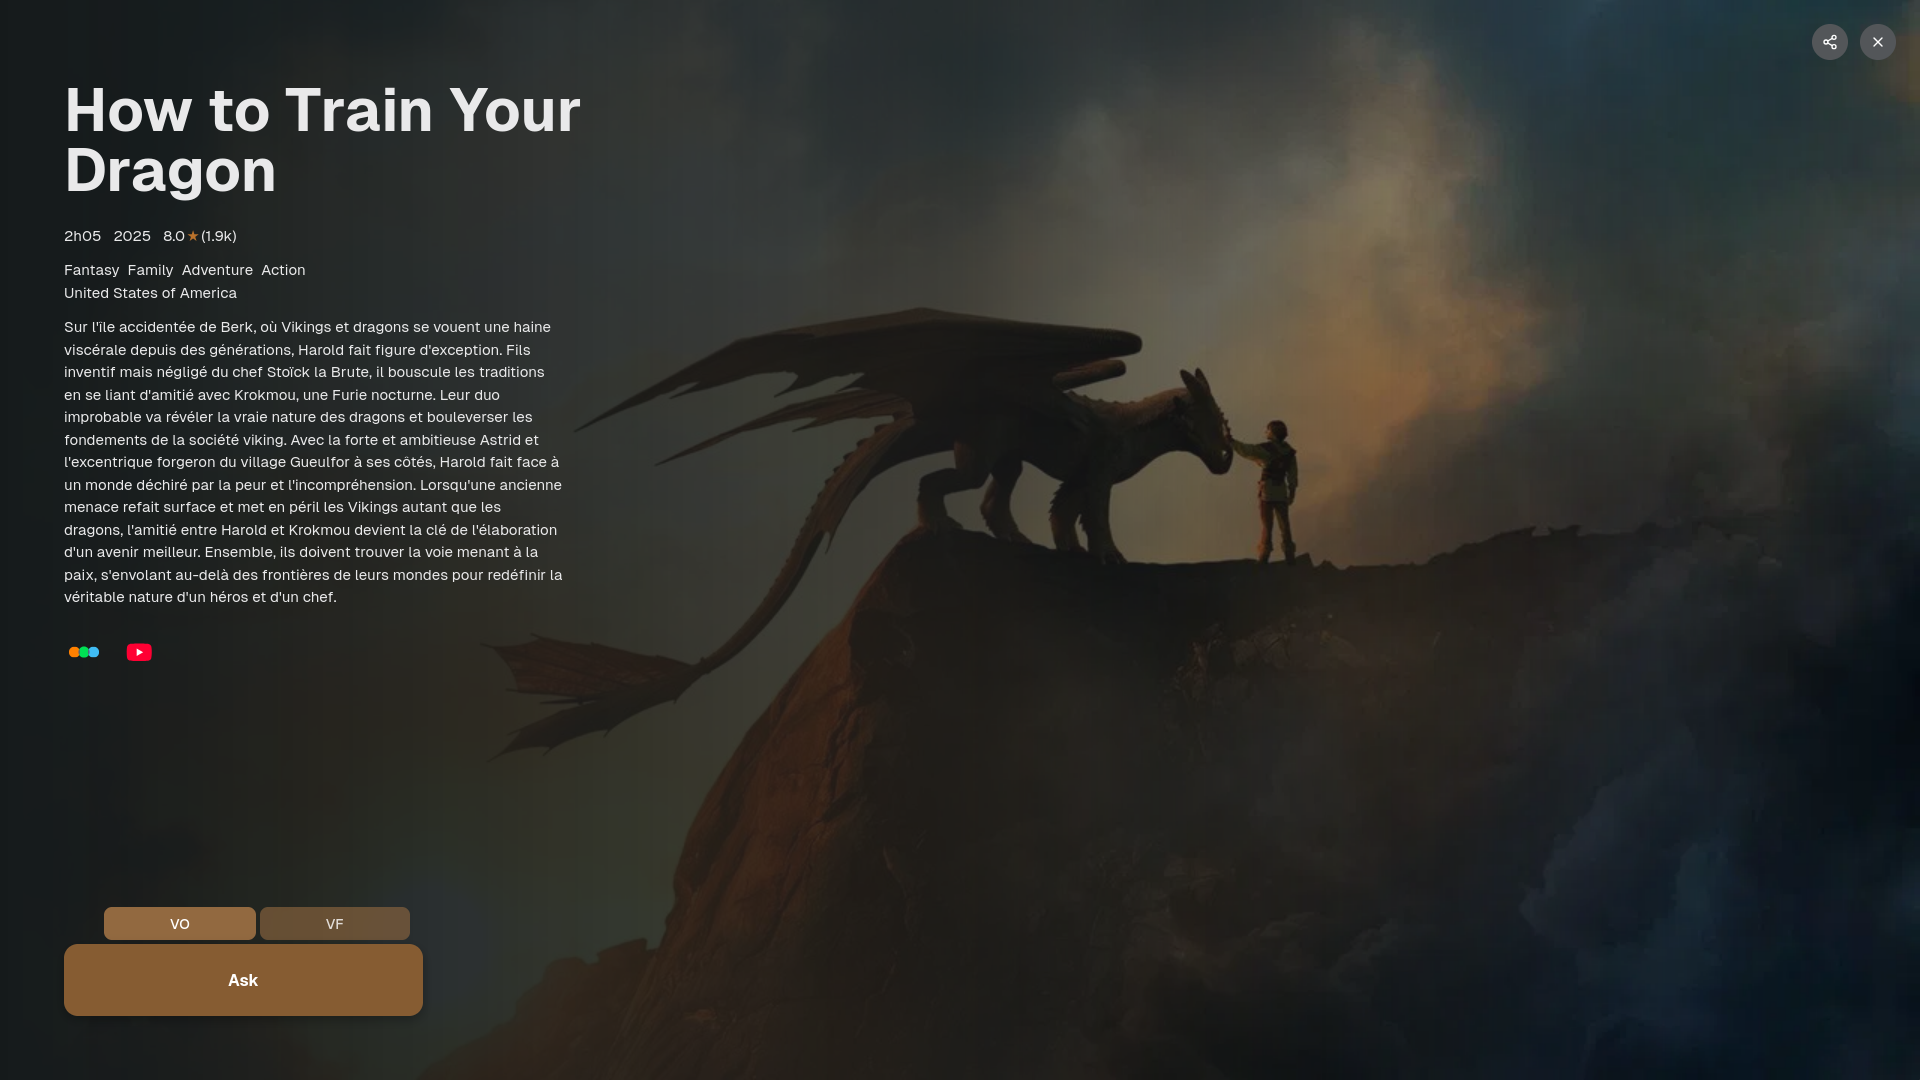 How to Train Your
Dragon
2h05 2025 8.0★(1.9k)
Fantasy Family Adventure Action
United States of America
Sur l'île accidentée de Berk, où Vikings et dragons se vouent une haine
viscérale depuis des générations, Harold fait figure d'exception. Fils
inventif mais négligé du chef Stoïck la Brute, il bouscule les traditions
en se liant d'amitié avec Krokmou, une Furie nocturne. Leur duo
improbable va révéler la vraie nature des dragons et bouleverser les
fondements de la société viking. Avec la forte et ambitieuse Astrid et
l'excentrique forgeron du village Gueulfor à ses côtés, Harold fait face à
un monde déchiré par la peur et l'incompréhension. Lorsqu'une ancienne
menace refait surface et met en péril les Vikings autant que les
dragons, l'amitié entre Harold et Krokmou devient la clé de l'élaboration
d'un avenir meilleur. Ensemble, ils doivent trouver la voie menant à la
paix, s'envolant au-delà des frontières de leurs mondes pour redéfinir la
véritable nature d'un héros et d'un chef.
VO VF
Ask